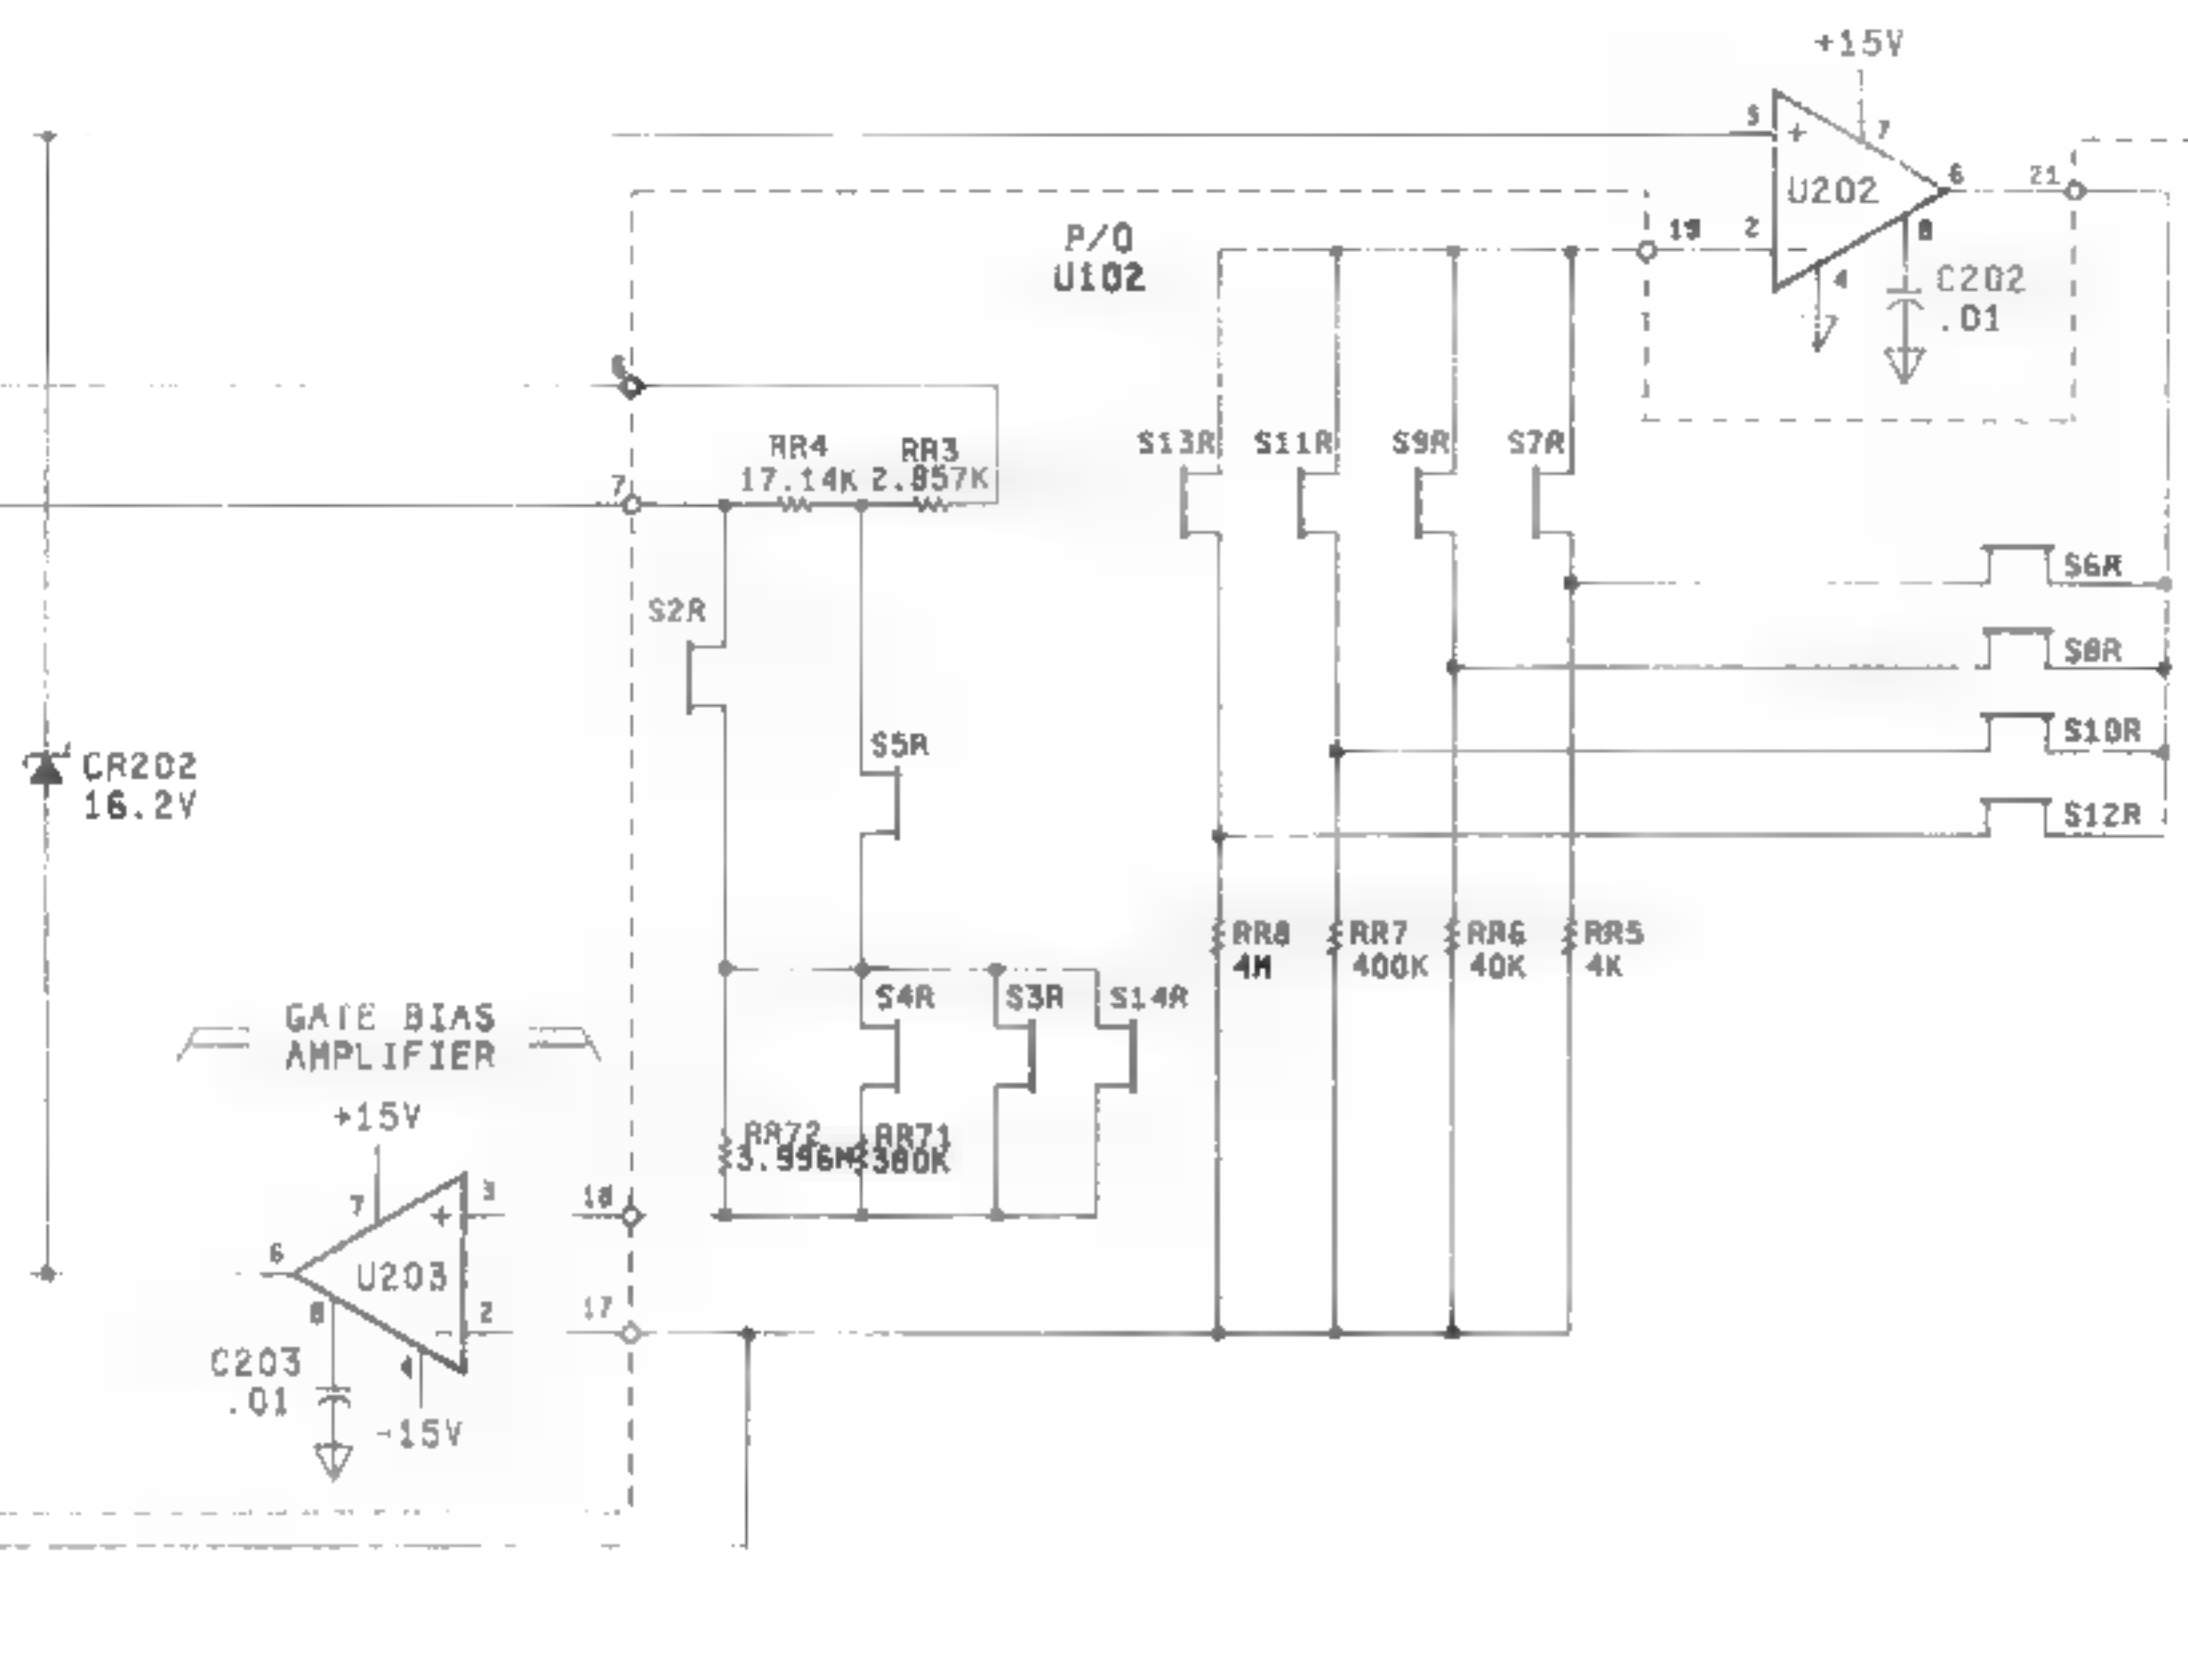 +15V
5
+
7
U202
6
21
2
19
8
4
C202
.01
P/O
U102
6
RR4
17.14K
RR3
2.857K
7
S13R
S11R
S9R
S7R
S6R
S8R
S10R
S12R
S2R
S5R
CR202
16.2V
RR8
4M
RR7
400K
RR6
40K
RR5
4K
S4R
S3R
S14R
GATE BIAS
AMPLIFIER
+15V
RR72
3.996M
RR71
380K
7
3
+
18
6
U203
8
2
17
4
C203
.01
-15V